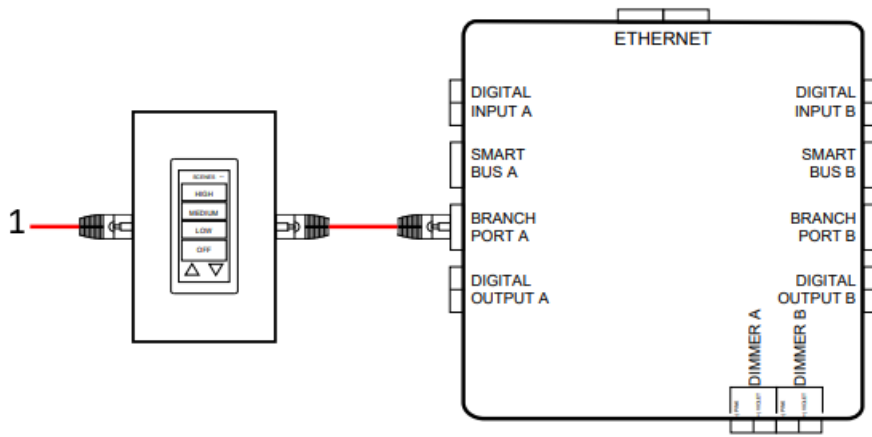 ETHERNET
DIGITAL
INPUT A
DIGITAL
INPUT B
SMART
BUS A
SMART
BUS B
BRANCH
PORT A
BRANCH
PORT B
DIGITAL
OUTPUT A
DIGITAL
OUTPUT B
DIMMER A
DIMMER B
1
SCENES
HIGH
MEDIUM
LOW
OFF